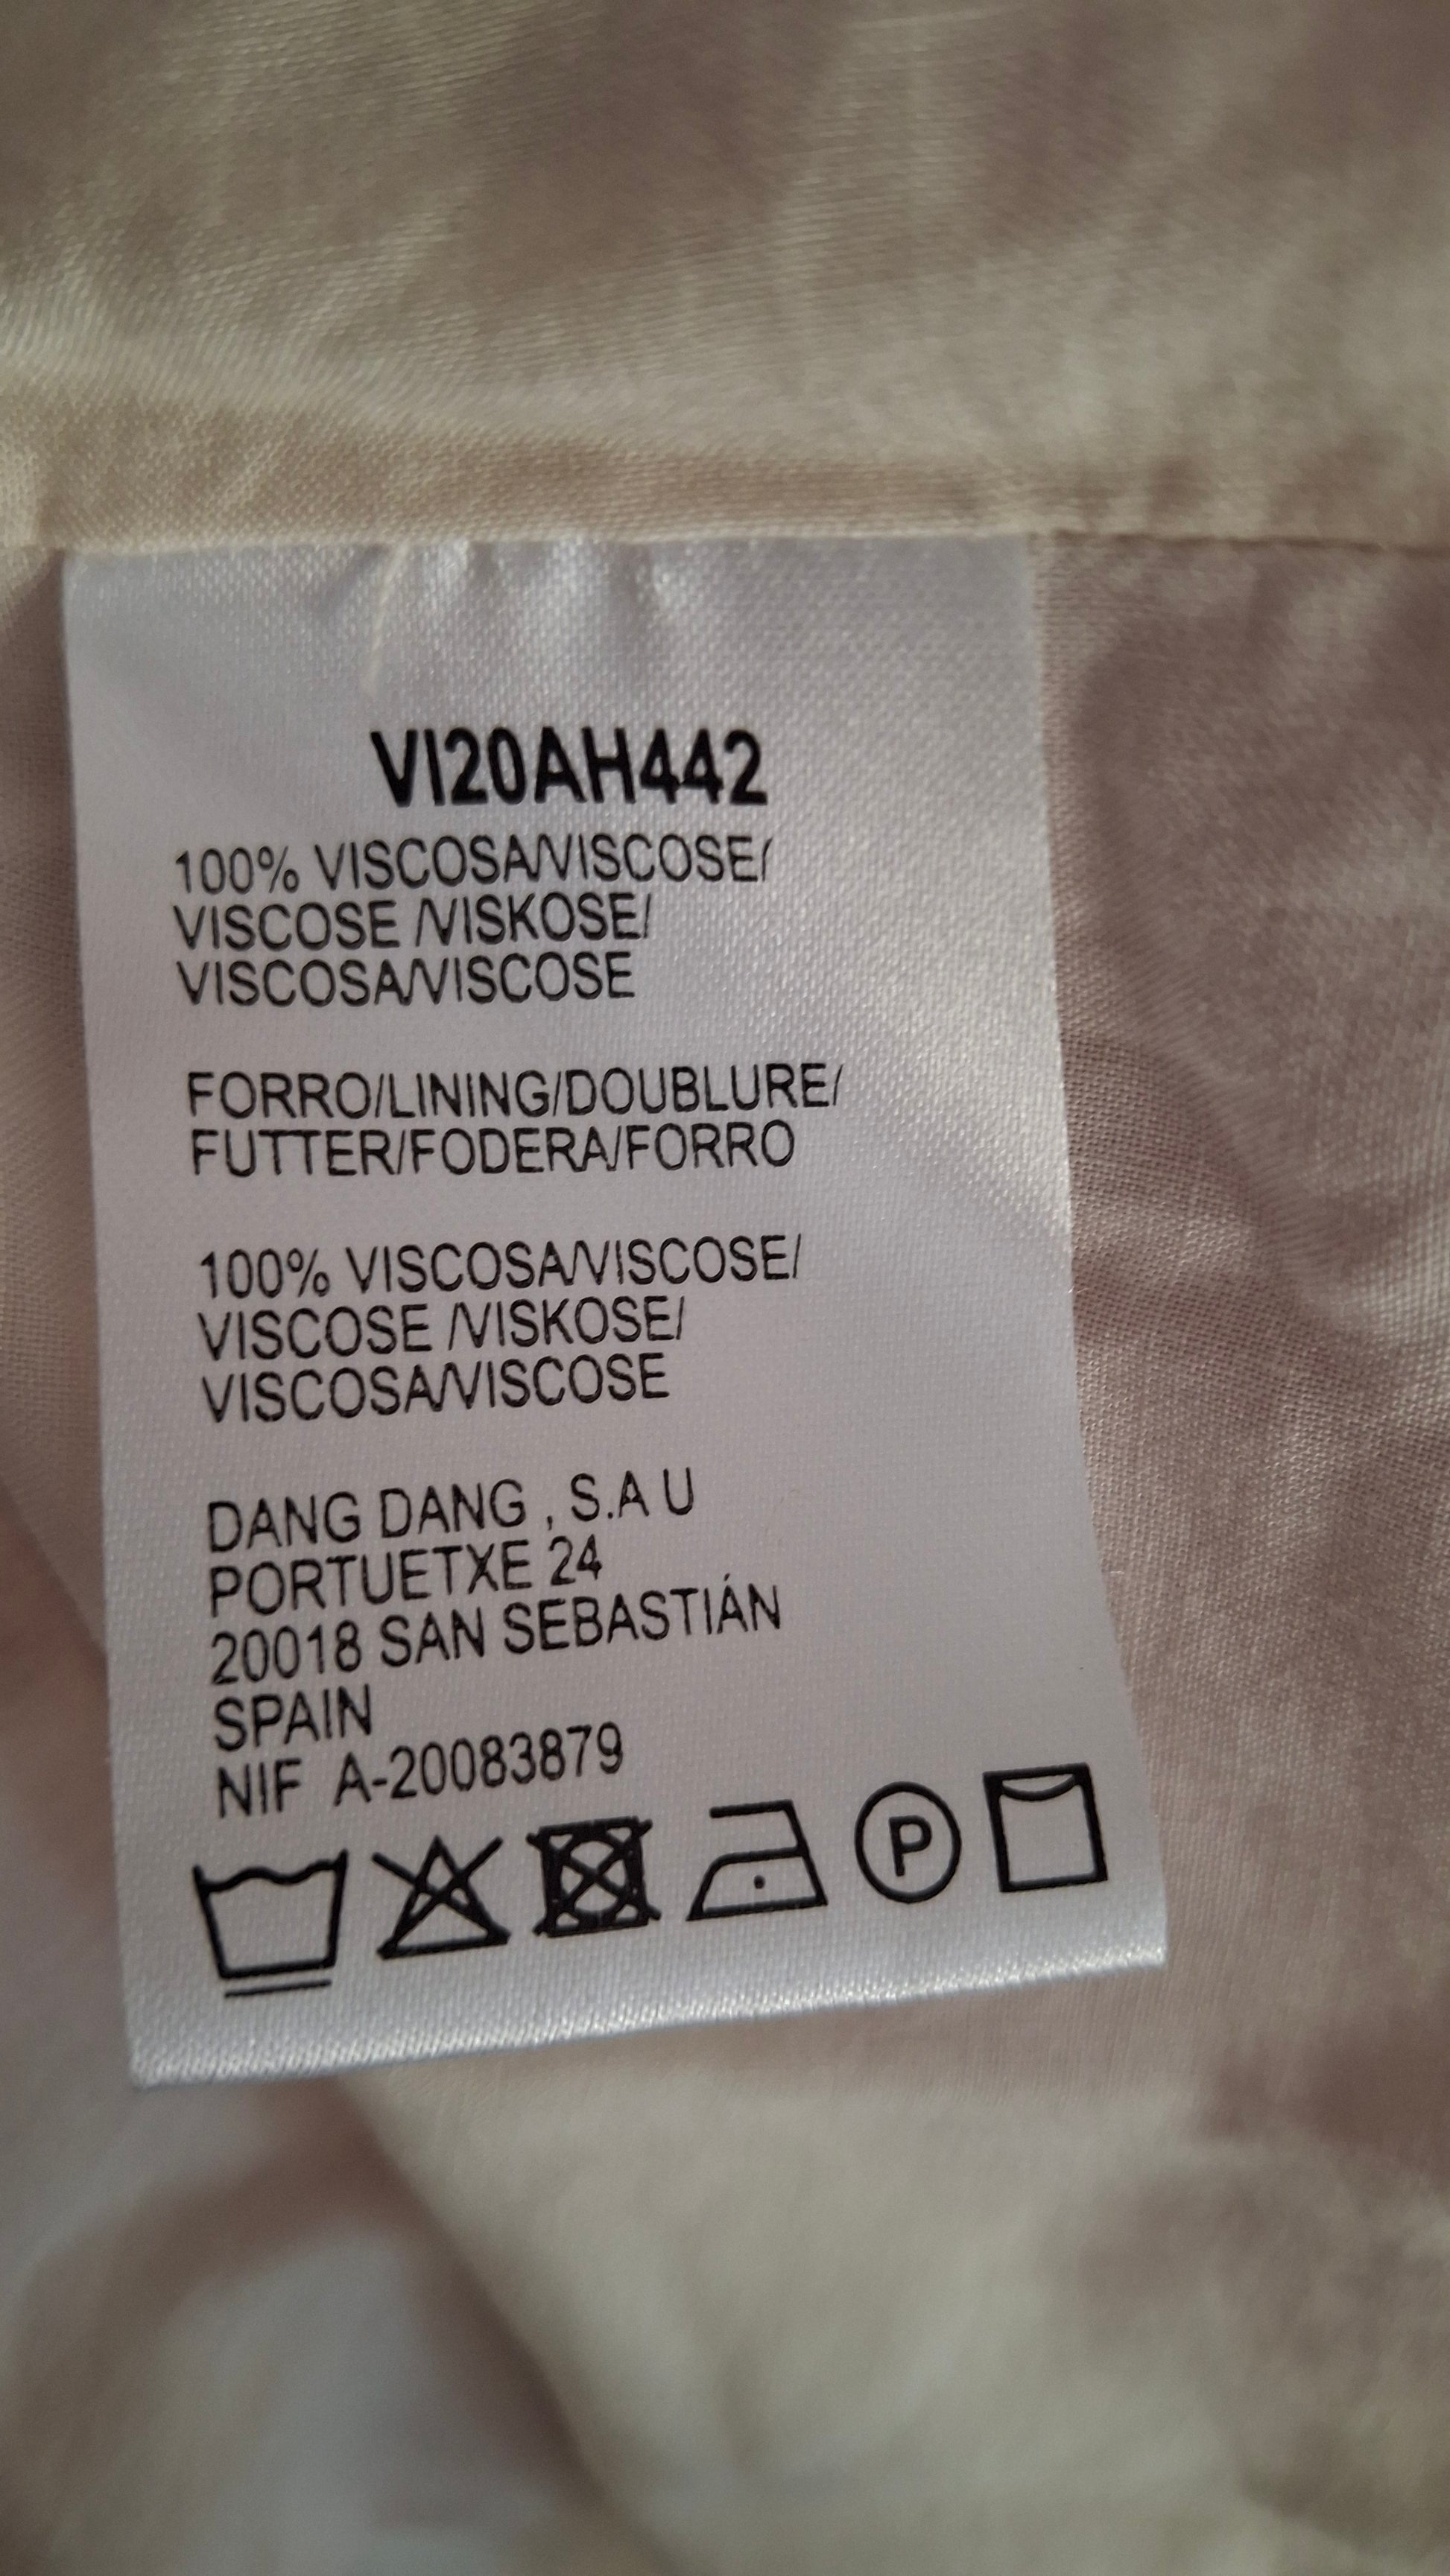 VI20AH442
100% VISCOSA/VISCOSE/
VISCOSE /VISKOSE/
VISCOSA/VISCOSE
FORRO/LINING/DOUBLURE/
FUTTER/FODERA/FORRO
100% VISCOSA/VISCOSE/
VISCOSE /VISKOSE/
VISCOSA/VISCOSE
DANG DANG , S.A U
PORTUETXE 24
20018 SAN SEBASTIÁN
SPAIN
NIF A-20083879
P